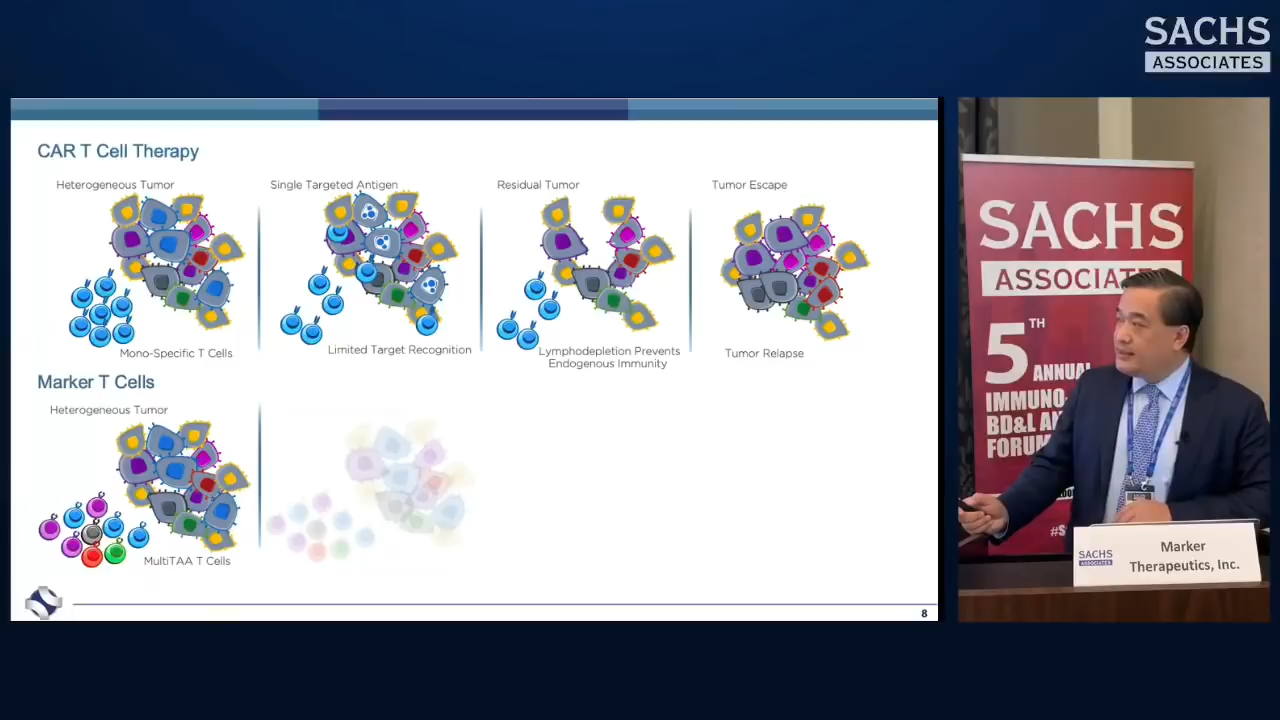 SACHS
ASSOCIATES
CAR T Cell Therapy
Heterogeneous Tumor
Single Targeted Antigen
Residual Tumor
Tumor Escape
Mono-Specific T Cells
Limited Target Recognition
Lymphodepletion Prevents
Endogenous Immunity
Tumor Relapse
Marker T Cells
Heterogeneous Tumor
MultiTAA T Cells
8
SACHS
ASSOCIATE
5TH ANNUAL
IMMUNO-
BD&L A
FORUM
SACHS
ASSOCIATES
Marker
Therapeutics, Inc.